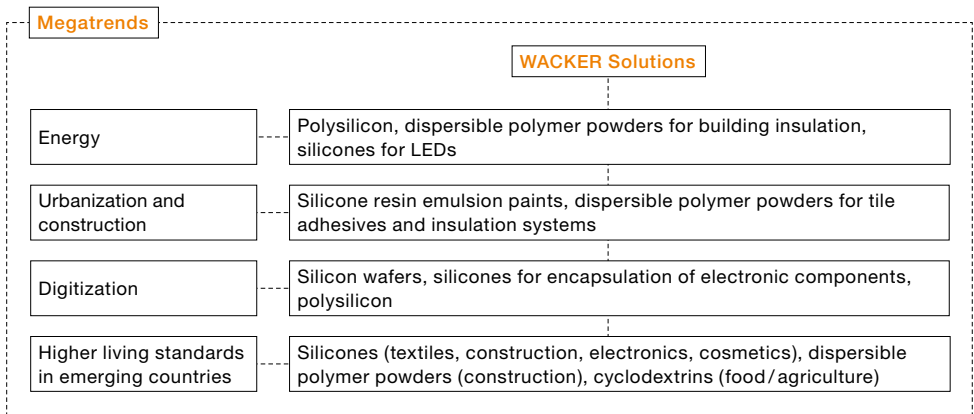 Megatrends
WACKER Solutions
Energy
Polysilicon, dispersible polymer powders for building insulation,
silicones for LEDs
Urbanization and
construction
Silicone resin emulsion paints, dispersible polymer powders for tile
adhesives and insulation systems
Digitization
Silicon wafers, silicones for encapsulation of electronic components,
polysilicon
Higher living standards
in emerging countries
Silicones (textiles, construction, electronics, cosmetics), dispersible
polymer powders (construction), cyclodextrins (food / agriculture)